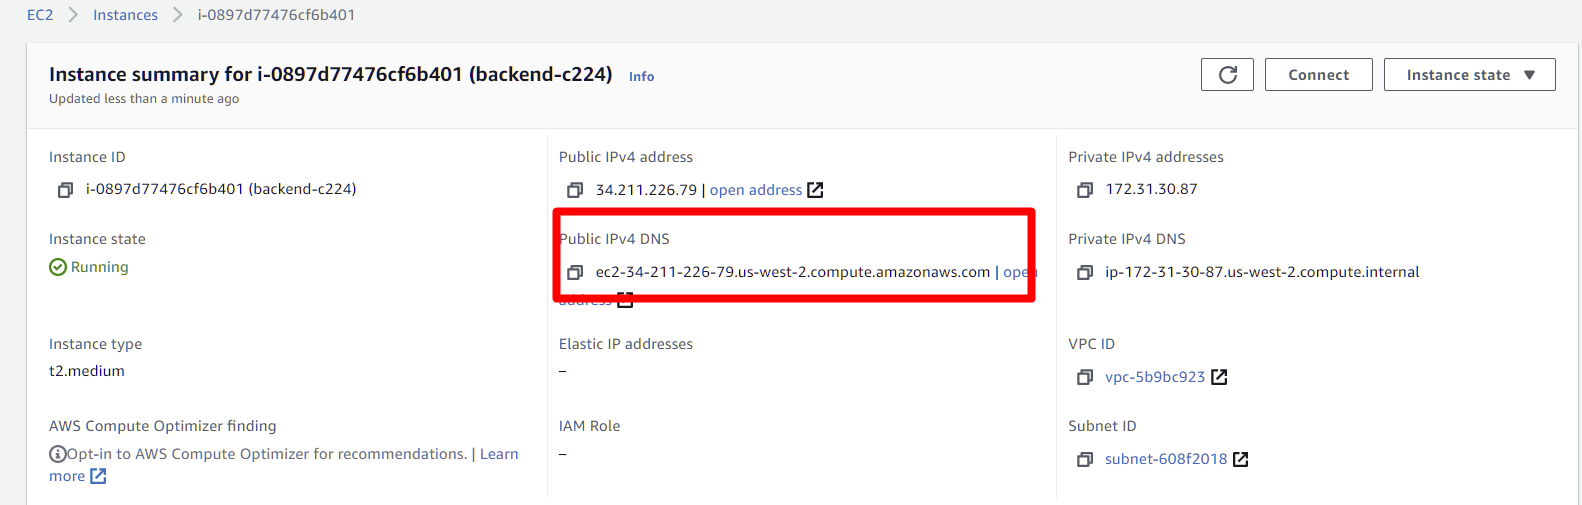 EC2 > Instances > i-0897d77476cf6b401
Instance summary for i-0897d77476cf6b401 (backend-c224) Info
Updated less than a minute ago
Connect
Instance state
Instance ID
i-0897d77476cf6b401 (backend-c224)
Public IPv4 address
34.211.226.79 | open address
Private IPv4 addresses
172.31.30.87
Instance state
Running
Public IPv4 DNS
ec2-34-211-226-79.us-west-2.compute.amazonaws.com | open
address
Private IPv4 DNS
ip-172-31-30-87.us-west-2.compute.internal
Instance type
t2.medium
Elastic IP addresses
–
VPC ID
vpc-5b9bc923
AWS Compute Optimizer finding
Opt-in to AWS Compute Optimizer for recommendations. | Learn
more
IAM Role
–
Subnet ID
subnet-608f2018